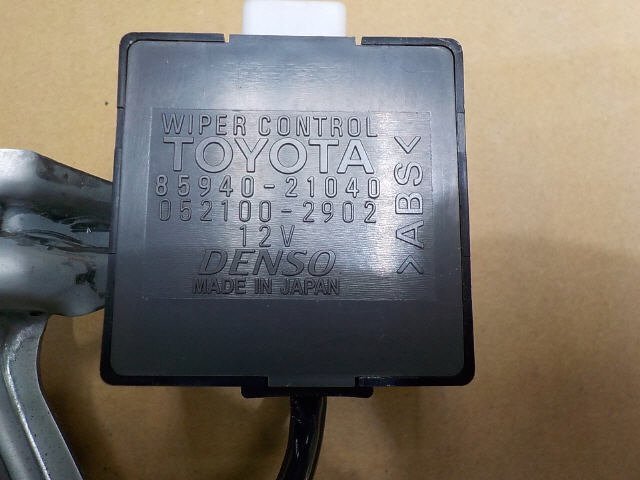 WIPER CONTROL
TOYOTA
85940-21040
052100-2902
12V
DENSO
MADE IN JAPAN
>ABS<